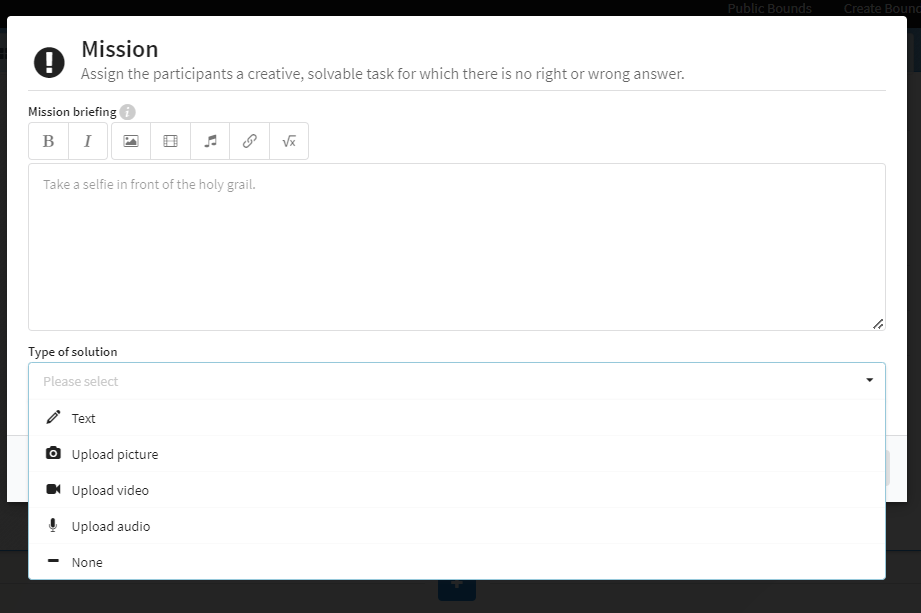 Public Bounds Create Bound
Mission
Assign the participants a creative, solvable task for which there is no right or wrong answer.
Mission briefing i
B I √x
Take a selfie in front of the holy grail.
Type of solution
Please select
Text
Upload picture
Upload video
Upload audio
None